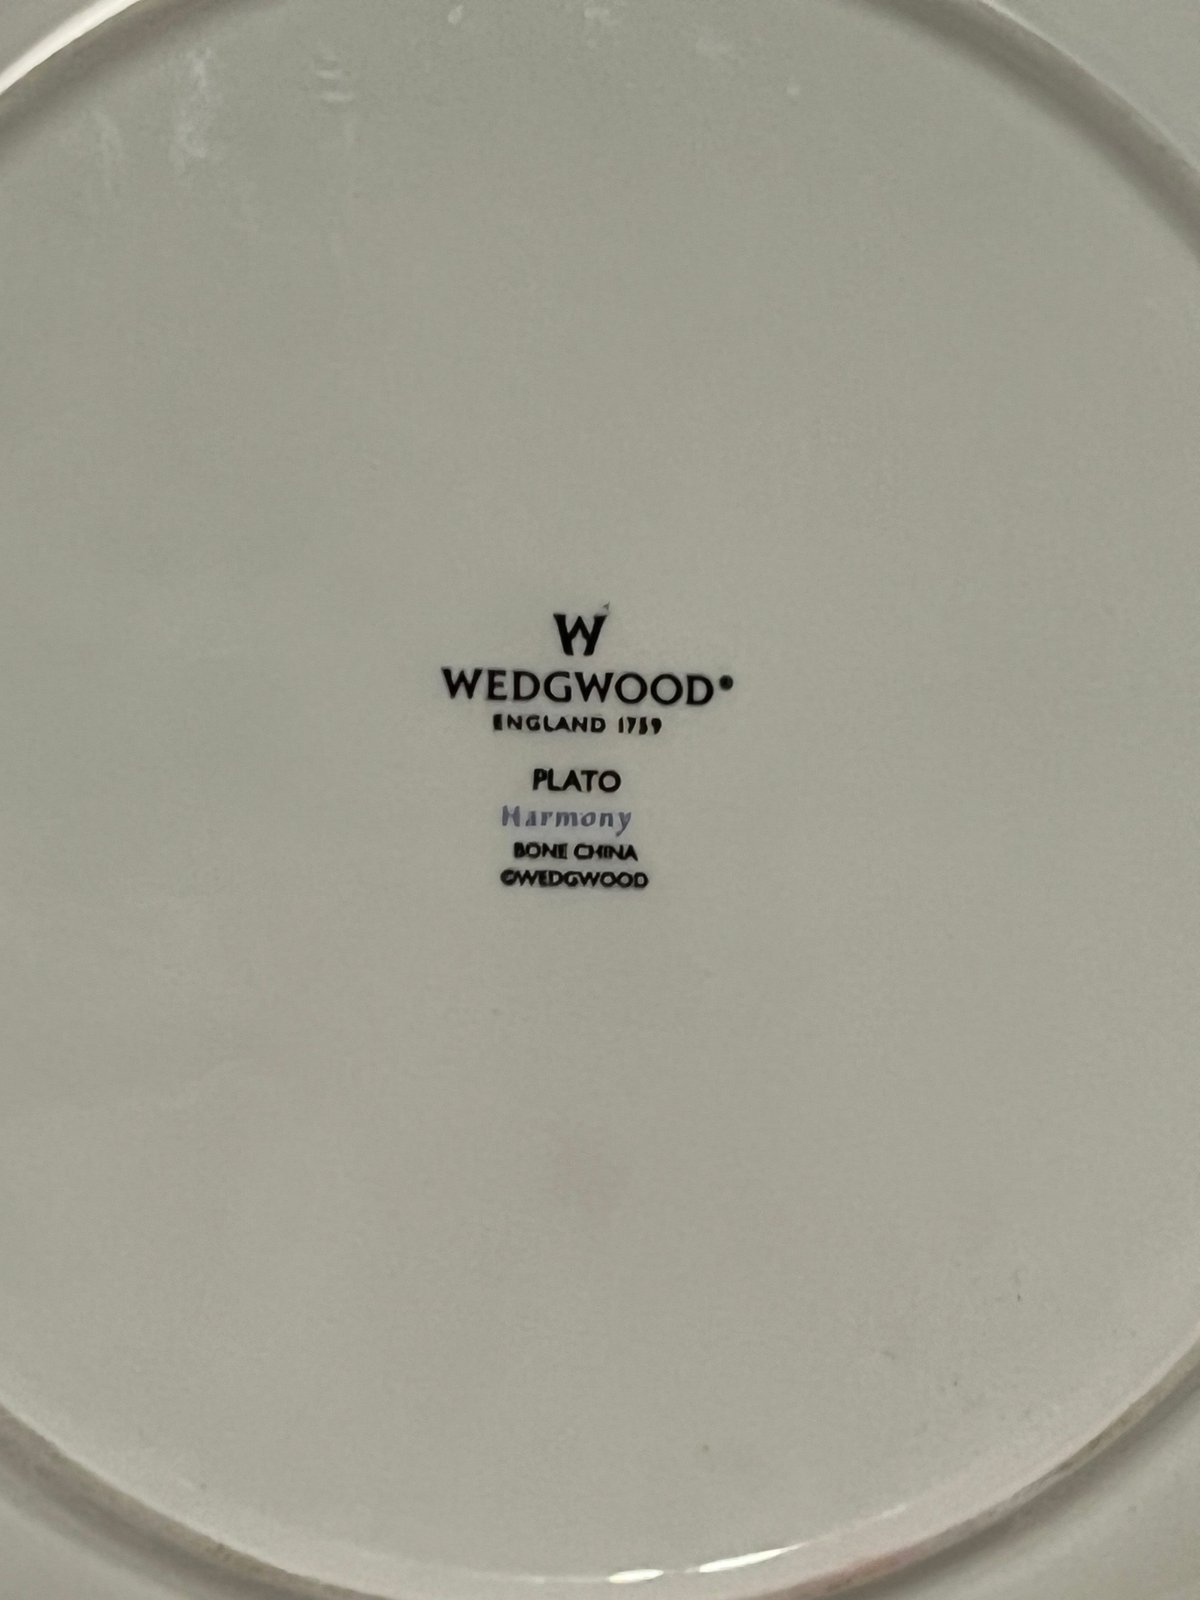 W
WEDGWOOD®
ENGLAND 1759
PLATO
Harmony
BONE CHINA
©WEDGWOOD